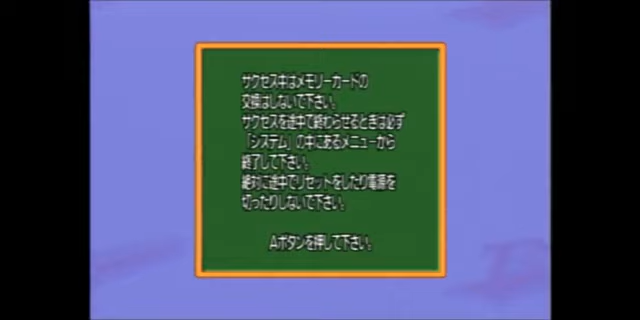 サクセス中はメモリーカードの
交換はしないで下さい。
サクセスを途中で終わらせるときは必ず
「システム」の中にあるメニューから
終了して下さい。
絶対に途中でリセットをしたり電源を
切ったりしないで下さい。
Aボタンを押して下さい。